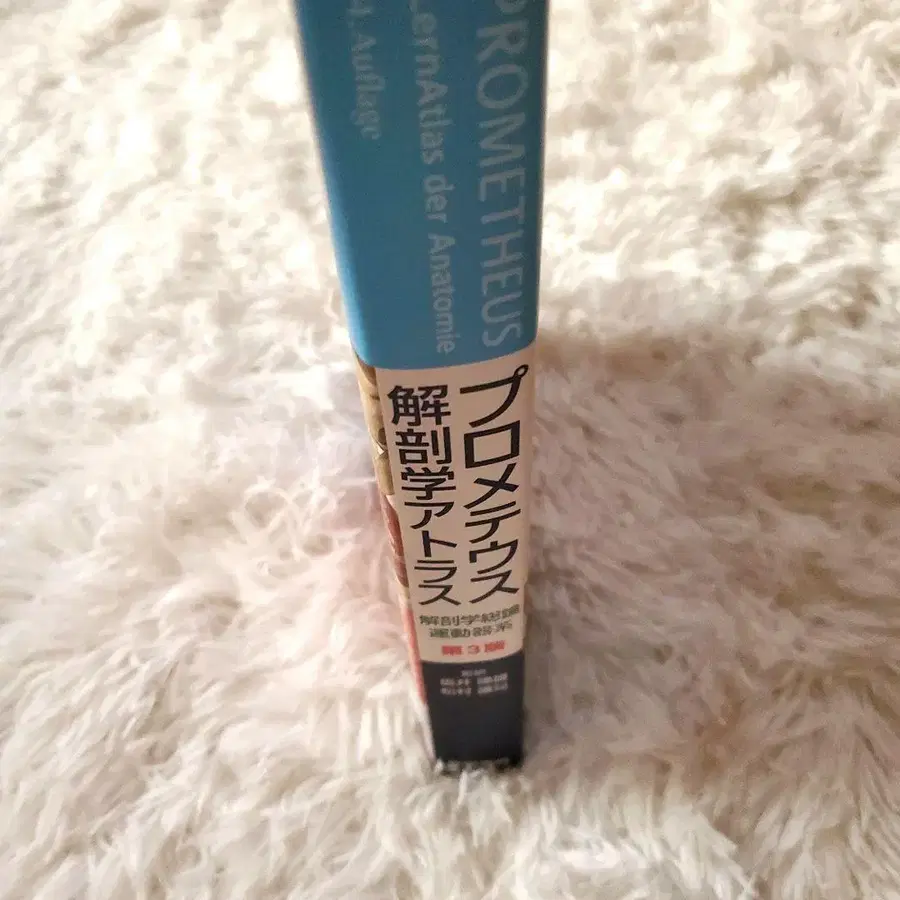 PROMETHEUS
LernAtlas der Anatomie
4. Auflage
プロメテウス
解剖学アトラス
解剖学総論
運動器系
第3版